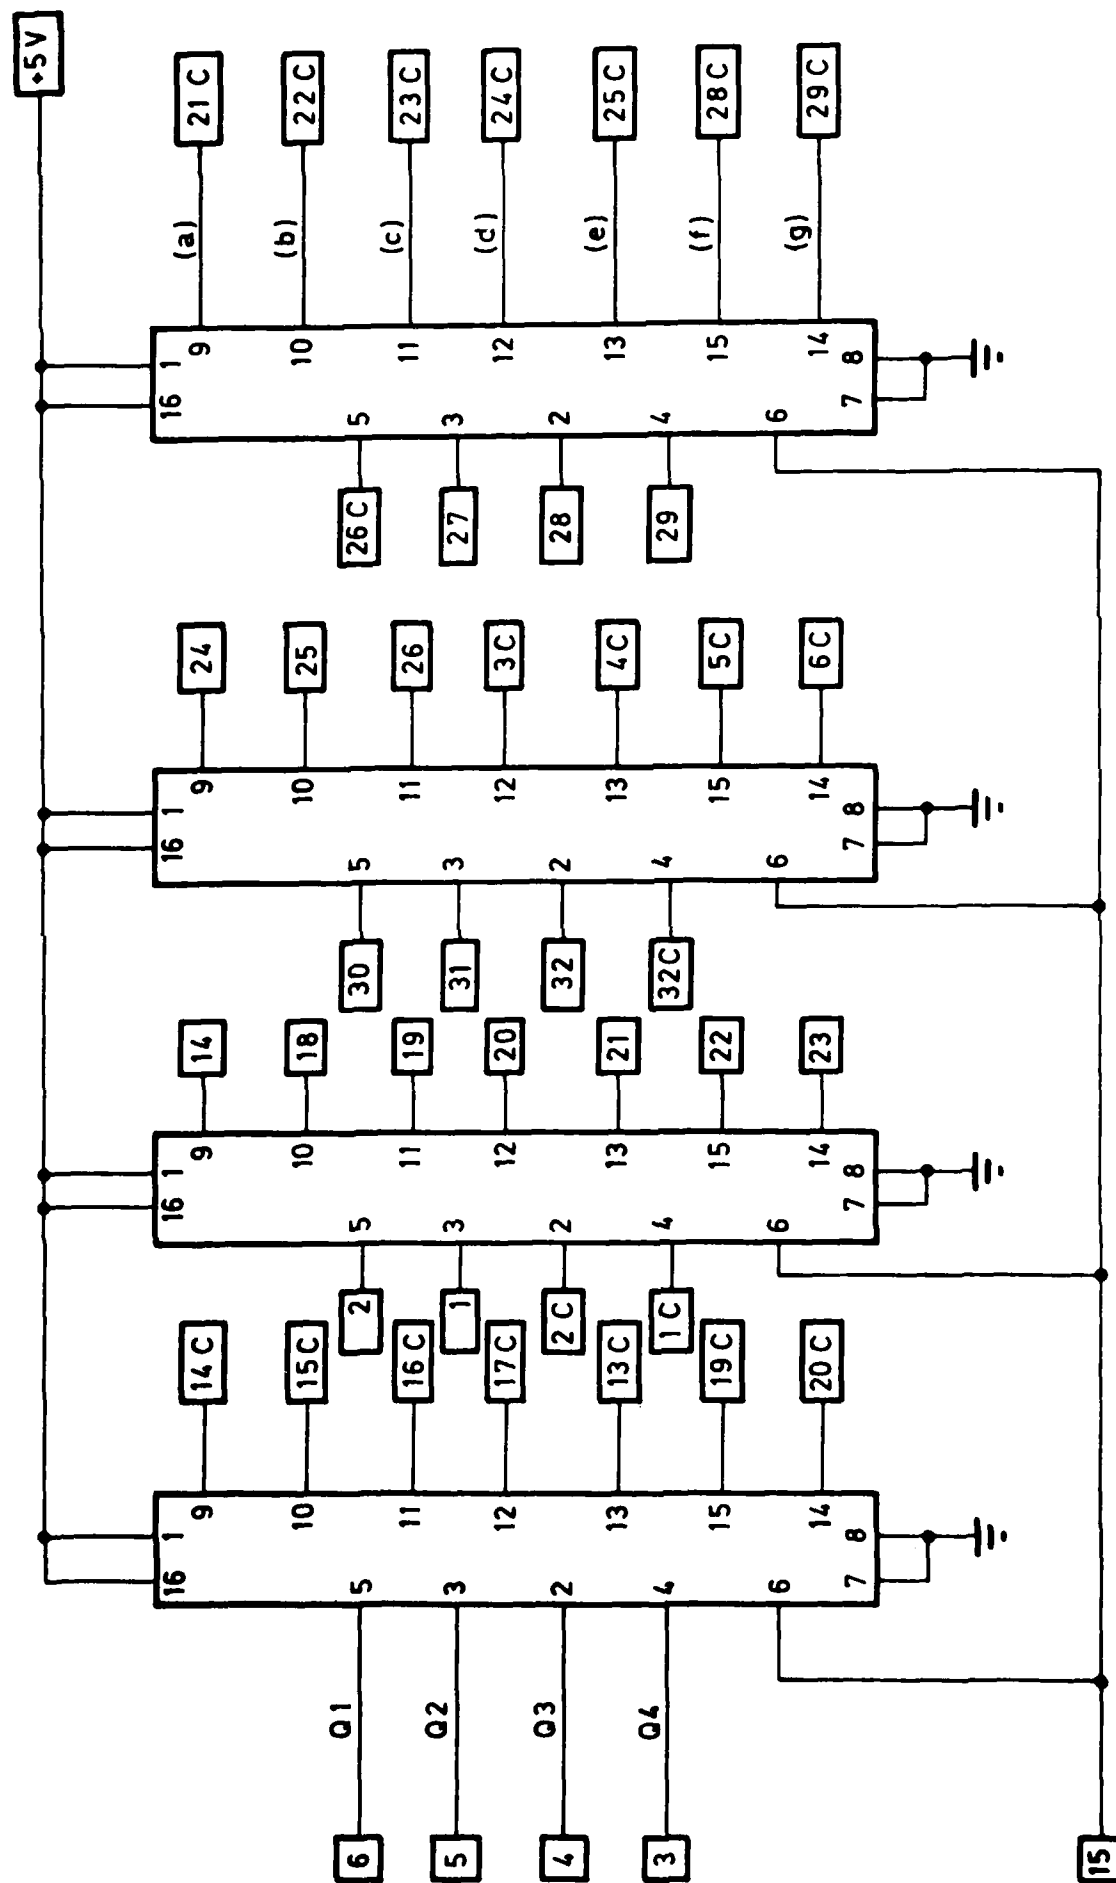 +5V
16 1 16 1 16 1 16 1
9 14C 9 14 9 24 9 (a) 21C
10 15C 10 18 10 25 10 (b) 22C
6 Q1 5 2 5 30 5 26C 5
11 16C 11 19 11 26 11 (c) 23C
5 Q2 3 1 3 31 3 27 3
12 17C 12 20 12 3C 12 (d) 24C
4 Q3 2 2C 2 32 2 28 2
13 13C 13 21 13 4C 13 (e) 25C
3 Q4 4 1C 4 32C 4 29 4
15 19C 15 22 15 5C 15 (f) 28C
6 6 6 6
14 20C 14 23 14 6C 14 (g) 29C
7 8 7 8 7 8 7 8
15